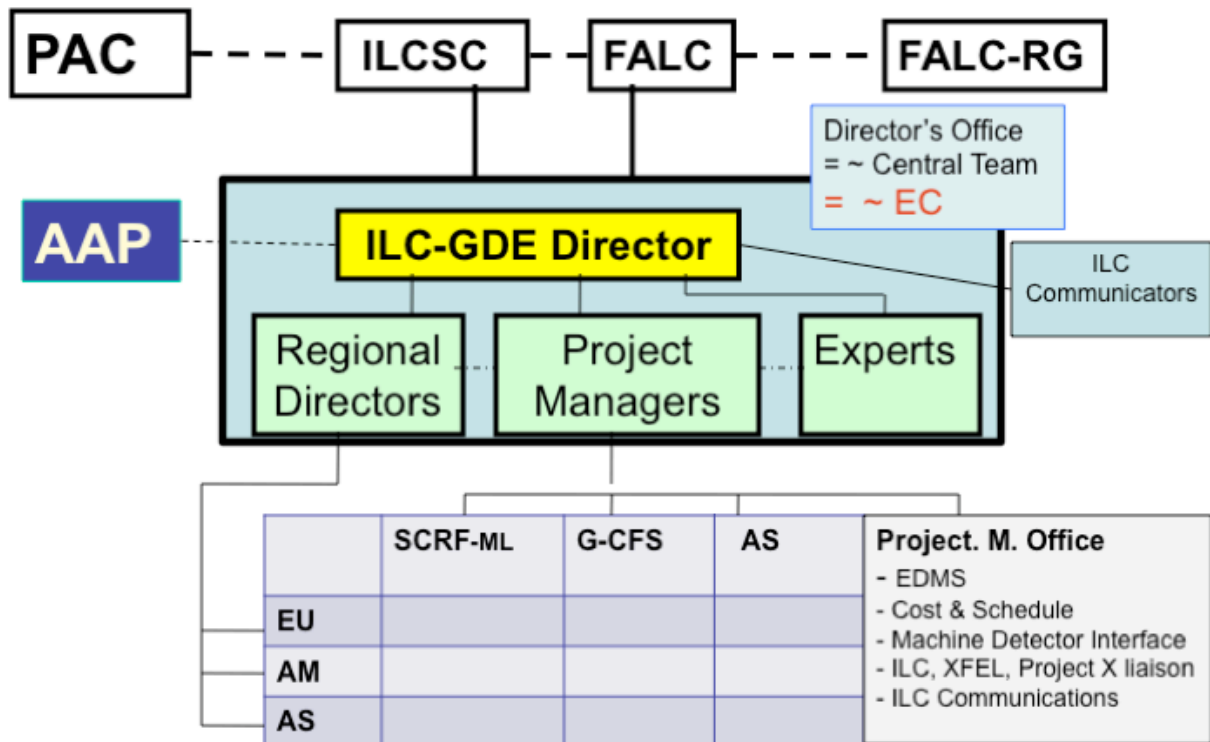 PAC
ILCSC
FALC
FALC-RG
Director's Office
= ~ Central Team
= ~ EC
AAP
ILC-GDE Director
ILC
Communicators
Regional
Directors
Project
Managers
Experts
SCRF-ML
G-CFS
AS
Project. M. Office
- EDMS
- Cost & Schedule
- Machine Detector Interface
- ILC, XFEL, Project X liaison
- ILC Communications
EU
AM
AS